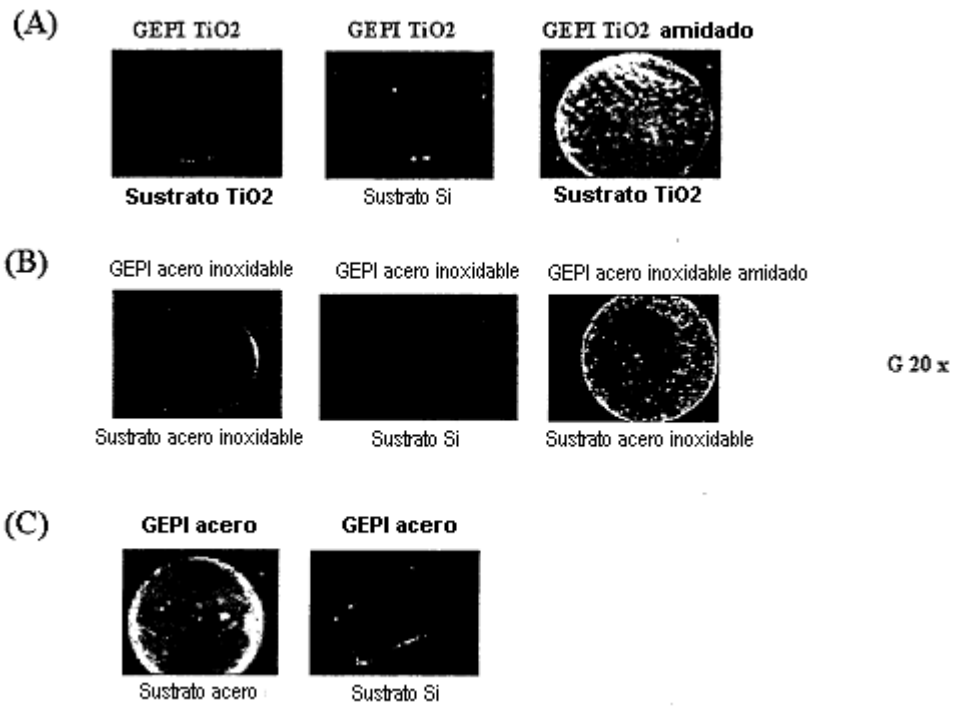 (A)
GEPI TiO2 GEPI TiO2 GEPI TiO2 amidado
Sustrato TiO2 Sustrato Si Sustrato TiO2
(B)
GEPI acero inoxidable GEPI acero inoxidable GEPI acero inoxidable amidado
G 20 x
Sustrato acero inoxidable Sustrato Si Sustrato acero inoxidable
(C)
GEPI acero GEPI acero
Sustrato acero Sustrato Si